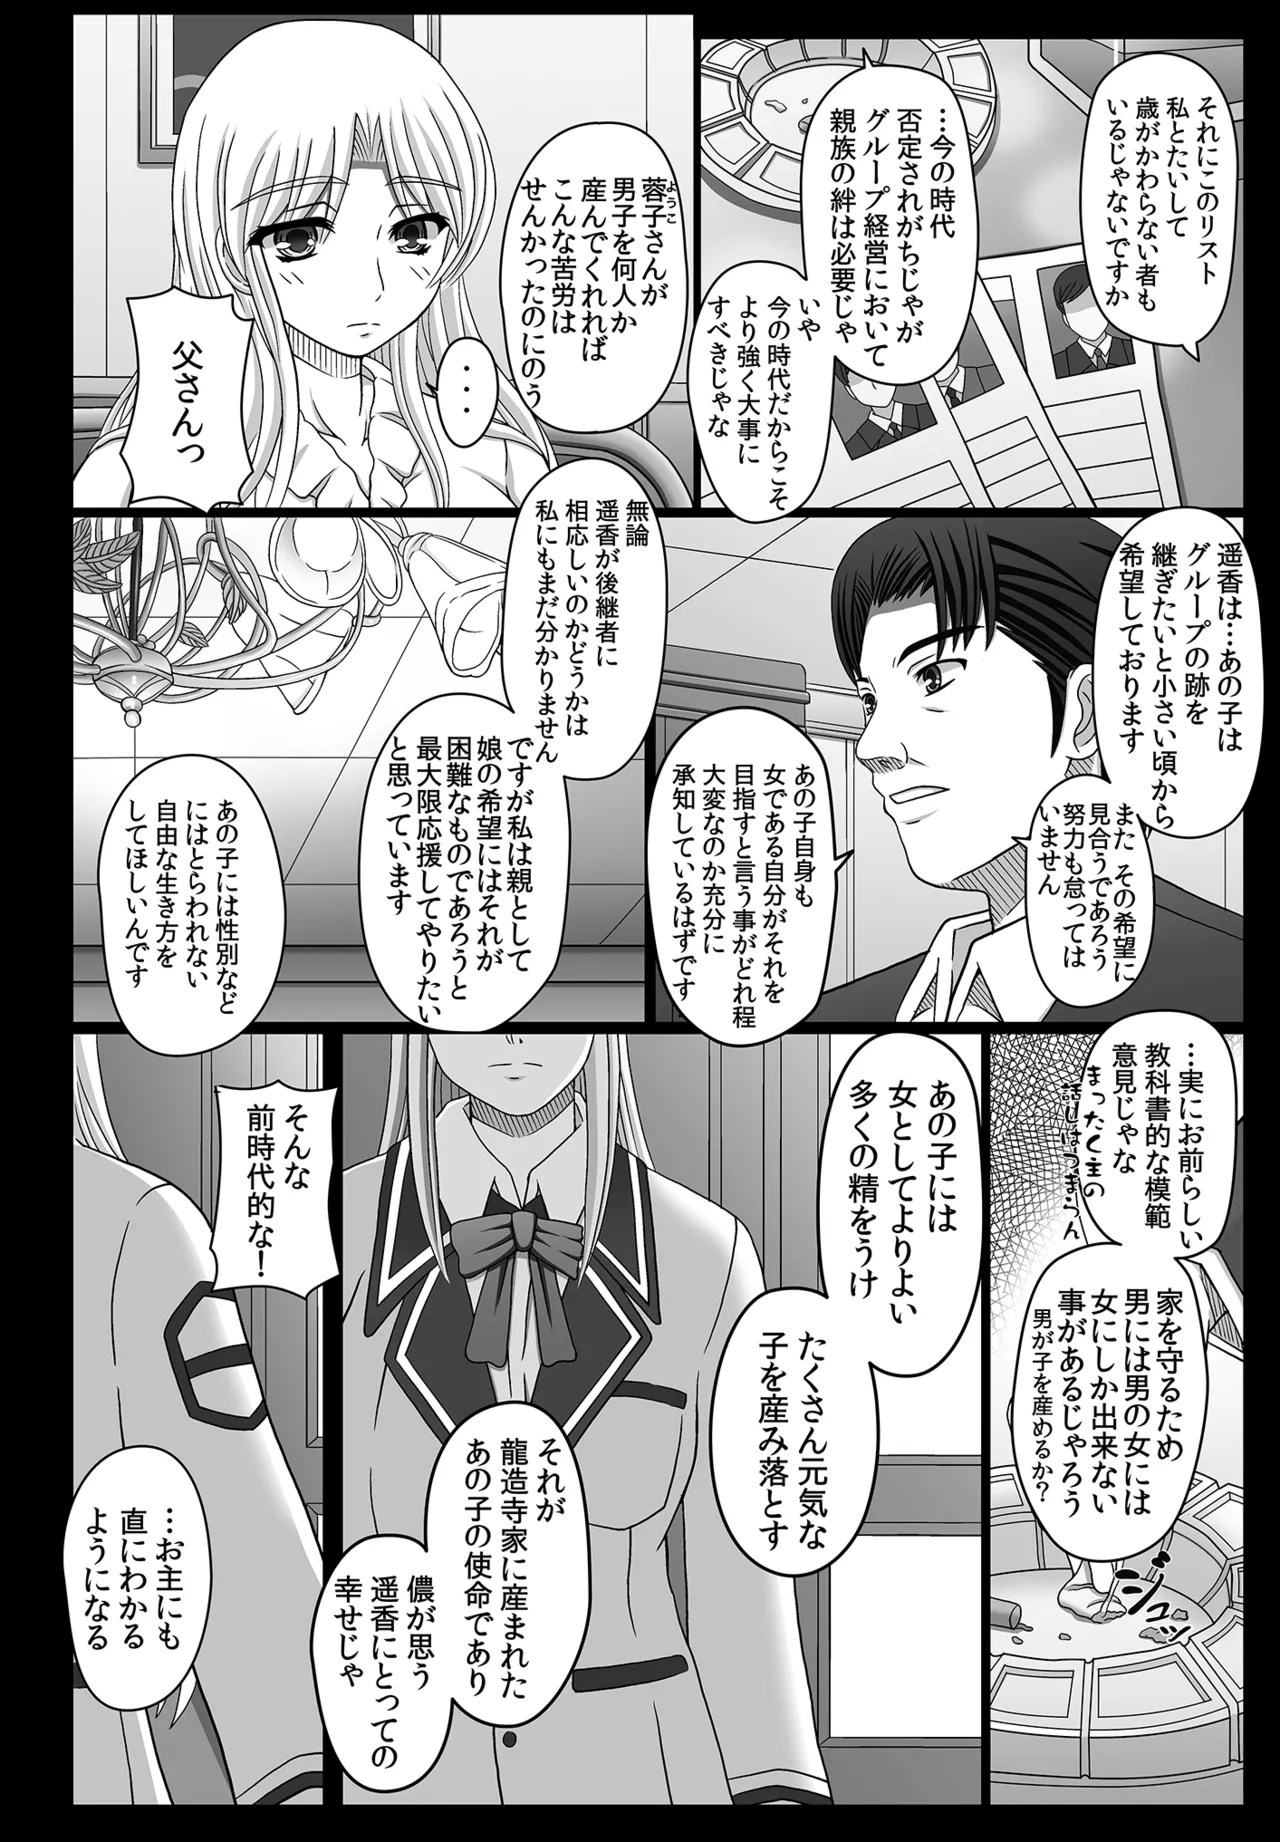 それにこのリスト
私とたいして
歳がかわらない者も
いるじゃないですか
…今の時代
否定されがちじゃが
グループ経営において
親族の絆は必要じゃ
いや
今の時代だからこそ
より強く大事に
すべきじゃな
蓉子さんが
ようこ
男子を何人か
産んでくれれば
こんな苦労は
せんかったのにのう
・・・
父さんっ
遥香は…あの子は
グループの跡を
継ぎたいと小さい頃から
希望しております
また その希望に
見合うであろう
努力も怠っては
いません
あの子自身も
女である自分がそれを
目指すと言う事がどれ程
大変なのか充分に
承知しているはずです
無論
遥香が後継者に
相応しいのかどうかは
私にもまだ分かりません
ですが私は親として
娘の希望にはそれが
困難なものであろうと
最大限応援してやりたい
と思っています
あの子には性別など
にはとらわれない
自由な生き方を
してほしいんです
…実にお前らしい
教科書的な模範
意見じゃな
まったく主の
話しはつまらん
家を守るため
男には男の女には
女にしか出来ない
事があるじゃろう
男が子を産めるか？
ジュッ
あの子には
女としてよりよい
多くの精をうけ
たくさん元気な
子を産み落とす
それが
龍造寺家に産まれた
あの子の使命であり
儂が思う
遥香にとっての
幸せじゃ
そんな
前時代的な！
…お主にも
直にわかる
ようになる